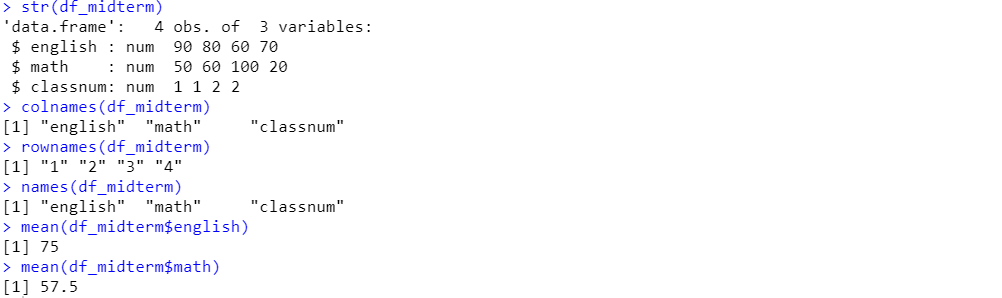 > str(df_midterm)
'data.frame':   4 obs. of  3 variables:
 $ english : num  90 80 60 70
 $ math    : num  50 60 100 20
 $ classnum: num  1 1 2 2
> colnames(df_midterm)
[1] "english"  "math"     "classnum"
> rownames(df_midterm)
[1] "1" "2" "3" "4"
> names(df_midterm)
[1] "english"  "math"     "classnum"
> mean(df_midterm$english)
[1] 75
> mean(df_midterm$math)
[1] 57.5